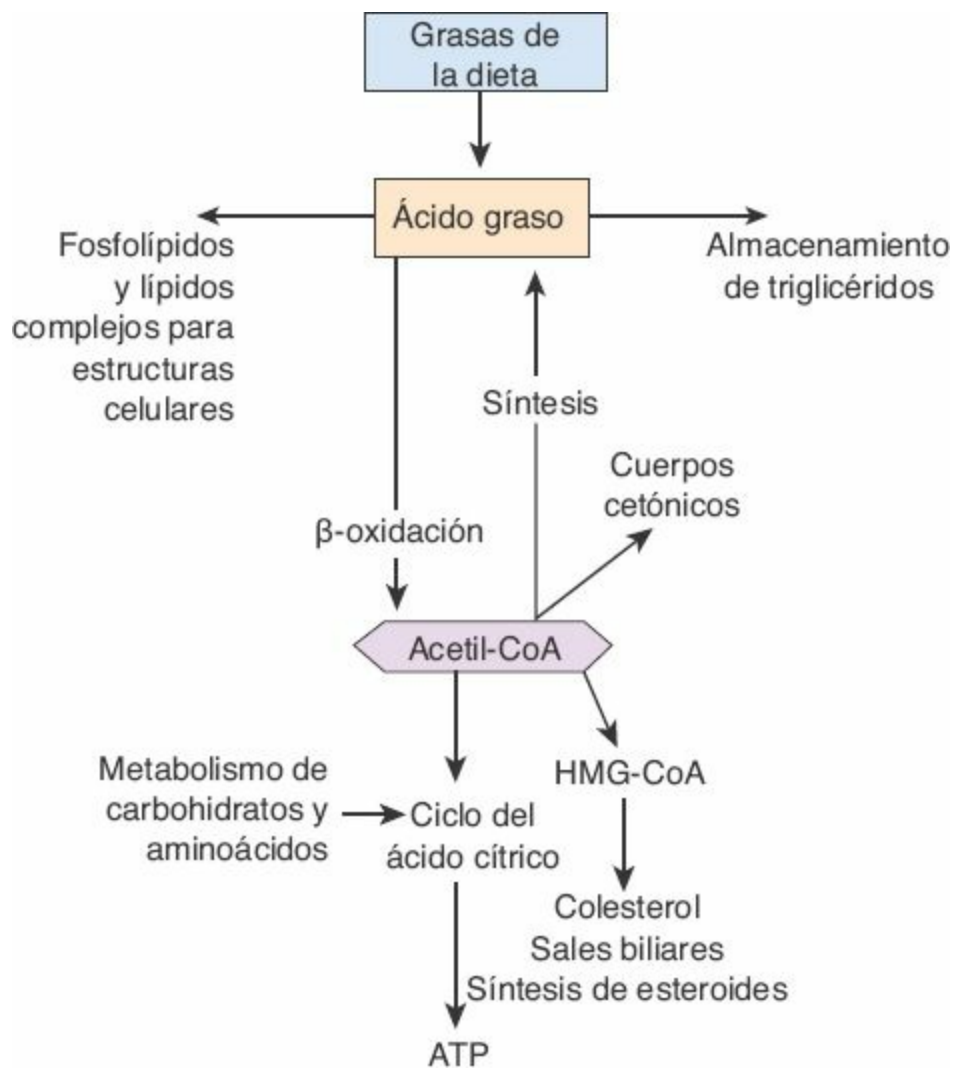 Grasas de
la dieta
Ácido graso
Fosfolípidos
y lípidos
complejos para
estructuras
celulares
Almacenamiento
de triglicéridos
Síntesis
Cuerpos
cetónicos
β-oxidación
Acetil-CoA
Metabolismo de
carbohidratos y
aminoácidos
Ciclo del
ácido cítrico
HMG-CoA
Colesterol
Sales biliares
Síntesis de esteroides
ATP